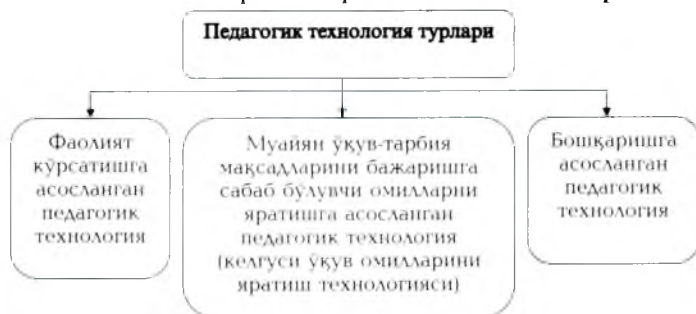 Педагогик технология турлари
Фаолият
кўрсатишга
асосланган
педагогик
технология
Муайян ўқув-тарбия
мақсадларини бажаришга
сабаб бўлувчи омилларни
яратишга асосланган
педагогик технология
(келгуси ўқув омилларини
яратиш технологияси)
Бошқаришга
асосланган
педагогик
технология